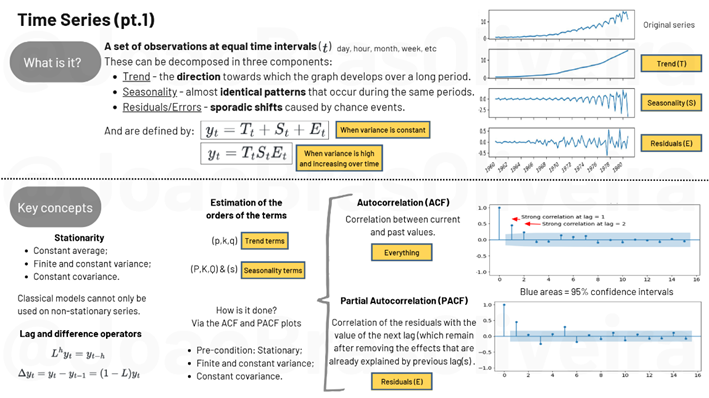 Time Series (pt.1)
What is it?
A set of observations at equal time intervals (t) day, hour, month, week, etc
These can be decomposed in three components:
• Trend - the direction towards which the graph develops over a long period.
• Seasonality - almost identical patterns that occur during the same periods.
• Residuals/Errors - sporadic shifts caused by chance events.
And are defined by:
y_t = T_t + S_t + E_t
When variance is constant
y_t = T_tS_tE_t
When variance is high
and increasing over time
10
0
Original series
10
0
Trend (T)
2.5
0.0
Seasonality (S)
0.5
0.0
-0.5
Residuals (E)
1960
1962
1964
1966
1968
1970
1972
1974
1976
1978
1980
Key concepts
Stationarity
• Constant average;
• Finite and constant variance;
• Constant covariance.
Classical models cannot only be
used on non-stationary series.
Lag and difference operators
L^h y_t = y_{t-h}
Δy_t = y_t − y_{t-1} = (1 − L)y_t
Estimation of the
orders of the terms
(p,k,q) Trend terms
(P,K,Q) & (s) Seasonality terms
How is it done?
Via the ACF and PACF plots
• Pre-condition: Stationary;
• Finite and constant variance;
• Constant covariance.
Autocorrelation (ACF)
Correlation between current
and past values.
Everything
Partial Autocorrelation (PACF)
Correlation of the residuals with the
value of the next lag (which remain
after removing the effects that are
already explained by previous lag(s).
Residuals (E)
1.0
0.5
0.0
-0.5
-1.0
Strong correlation at lag = 1
Strong correlation at lag = 2
0 2 4 6 8 10 12 14 16
Blue areas = 95% confidence intervals
1.0
0.5
0.0
-0.5
-1.0
0 2 4 6 8 10 12 14 16